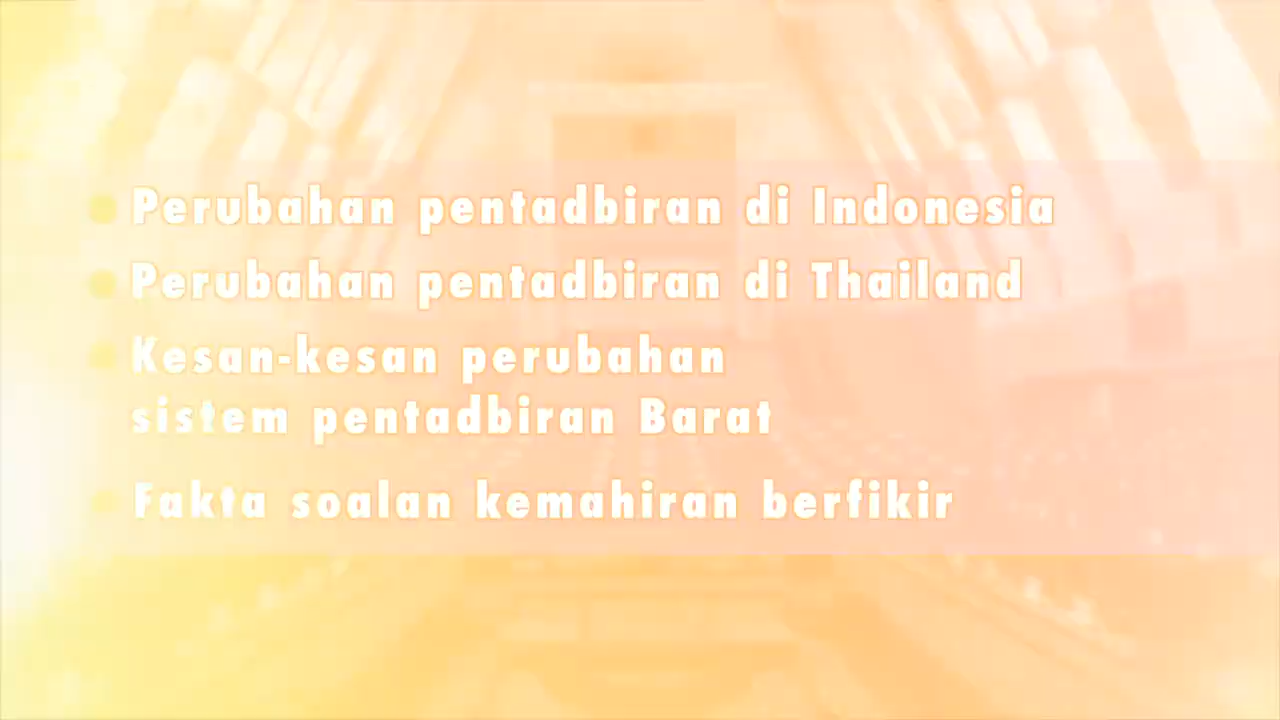 Perubahan pentadbiran di Indonesia
Perubahan pentadbiran di Thailand
Kesan-kesan perubahan
sistem pentadbiran Barat
Fakta soalan kemahiran berfikir